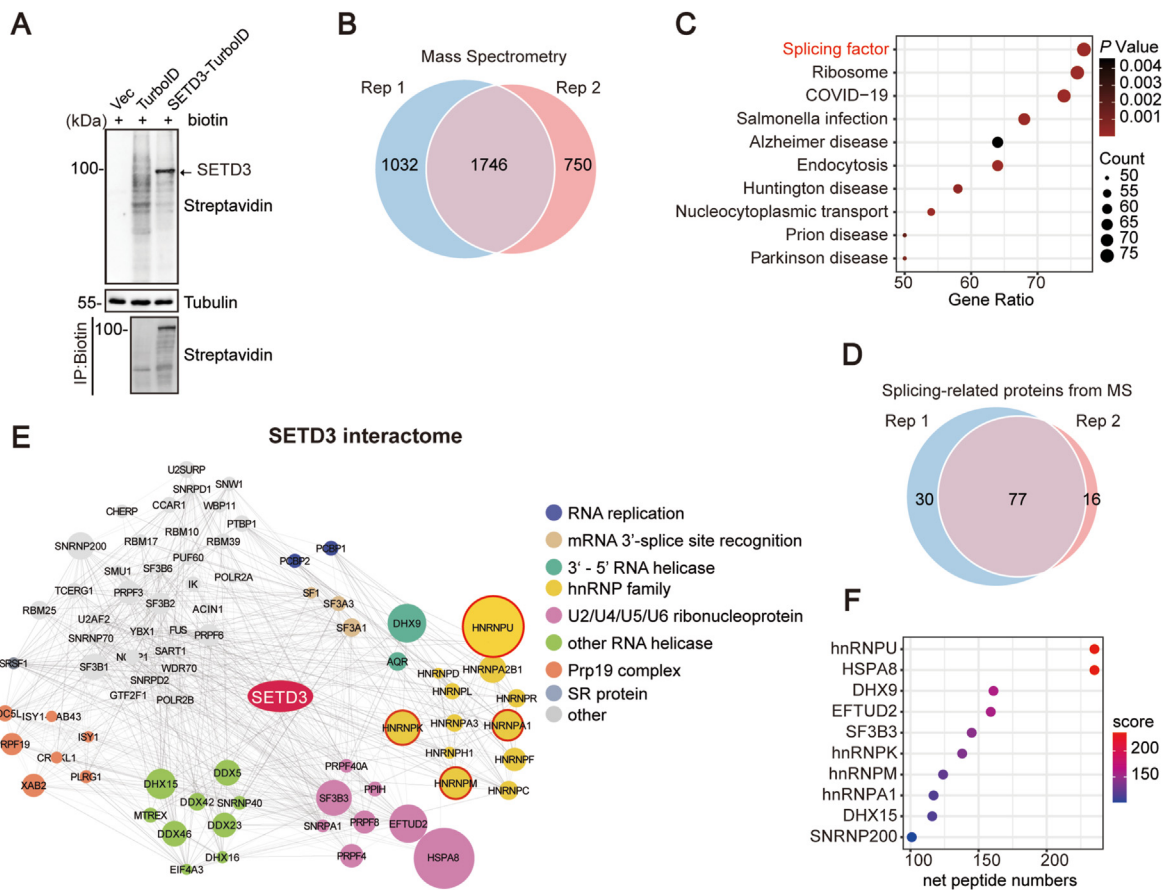 A
Vec
TurboID
SETD3-TurboID
(kDa)
+ + + biotin
100-
← SETD3
Streptavidin
55-
Tubulin
IP:Biotin
100-
Streptavidin
B
Mass Spectrometry
Rep 1
Rep 2
1032
1746
750
C
Splicing factor
Ribosome
COVID-19
Salmonella infection
Alzheimer disease
Endocytosis
Huntington disease
Nucleocytoplasmic transport
Prion disease
Parkinson disease
50 60 70
Gene Ratio
P Value
0.004
0.003
0.002
0.001
Count
50
55
60
65
70
75
D
Splicing-related proteins from MS
Rep 1
Rep 2
30
77
16
E
SETD3 interactome
U2SURP
SNRPD1
SNW1
CCAR1
WBP11
CHERP
PTBP1
RBM10
RBM17
RBM39
SNRNP200
PUF60
SMU1
SF3B6
POLR2A
TCERG1
PRPF3
IK
SF3B2
ACIN1
RBM25
U2AF2
YBX1
FUS
PRPF6
SNRNP70
SART1
SF3B1
WDR70
SNRPD2
GTF2F1
POLR2B
SRSF1
PCBP2
PCBP1
SF1
SF3A3
SF3A1
DHX9
AQR
SETD3
HNRNPU
HNRNPA2B1
HNRNPD
HNRNPL
HNRNPR
HNRNPK
HNRNPA3
HNRNPA1
HNRNPH1
HNRNPF
HNRNPM
HNRNPC
ISY1
PLRG1
XAB2
DHX15
DDX5
DDX42
SNRNP40
MTREX
DDX46
DDX23
DHX16
EIF4A3
PRPF40A
PPIH
SF3B3
SNRPA1
PRPF8
EFTUD2
PRPF4
HSPA8
RNA replication
mRNA 3'-splice site recognition
3' - 5' RNA helicase
hnRNP family
U2/U4/U5/U6 ribonucleoprotein
other RNA helicase
Prp19 complex
SR protein
other
F
hnRNPU
HSPA8
DHX9
EFTUD2
SF3B3
hnRNPK
hnRNPM
hnRNPA1
DHX15
SNRNP200
100 150 200
net peptide numbers
score
200
150